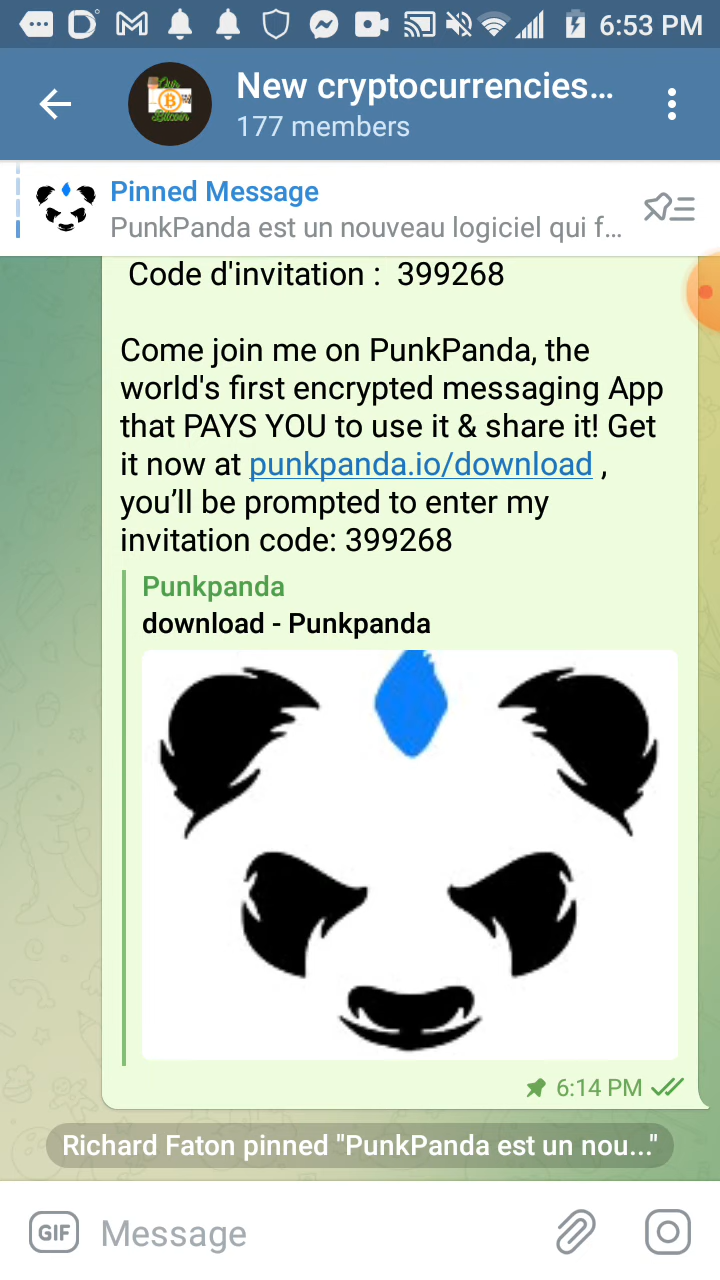 6:53 PM
New cryptocurrencies...
177 members
Pinned Message
PunkPanda est un nouveau logiciel qui f...
Code d'invitation :  399268
Come join me on PunkPanda, the
world's first encrypted messaging App
that PAYS YOU to use it & share it! Get
it now at punkpanda.io/download ,
you’ll be prompted to enter my
invitation code: 399268
Punkpanda
download - Punkpanda
6:14 PM
Richard Faton pinned "PunkPanda est un nou..."
GIF Message